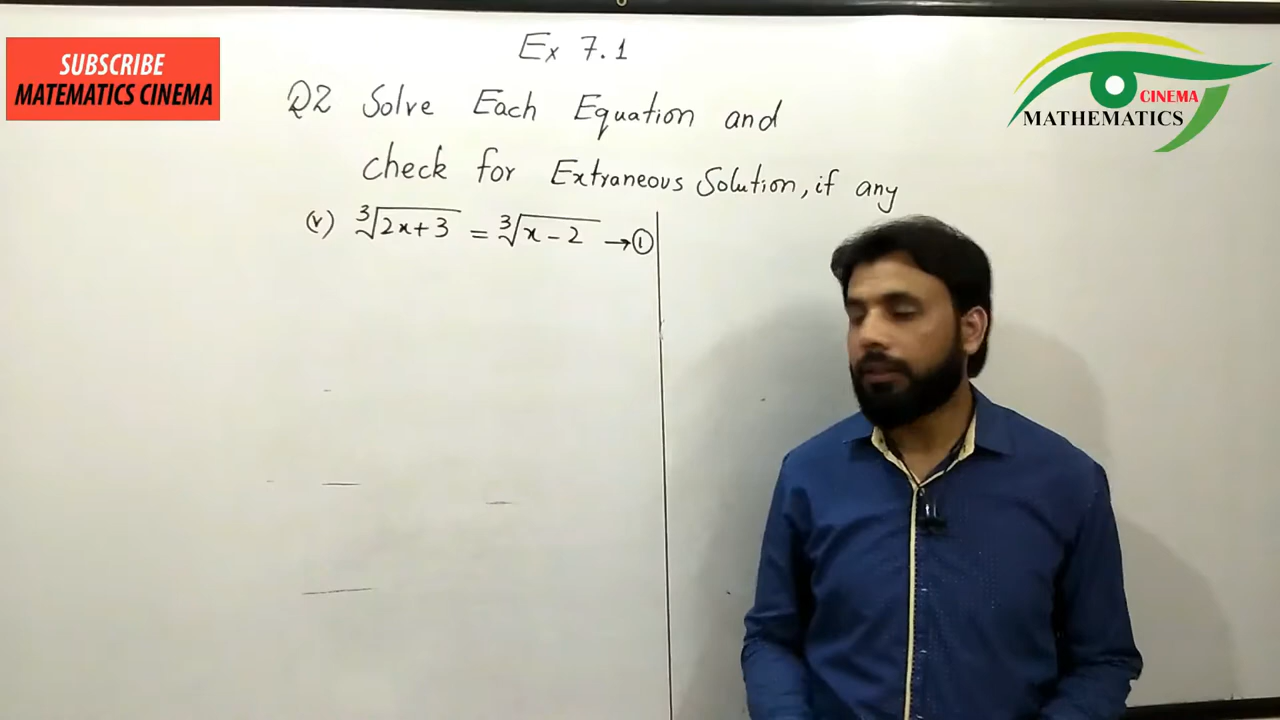 SUBSCRIBE
MATEMATICS CINEMA
CINEMA
MATHEMATICS
Ex 7.1
Q2 Solve Each Equation and
check for Extraneous Solution, if any
(v) ∛(2x+3) = ∛(x-2) →①